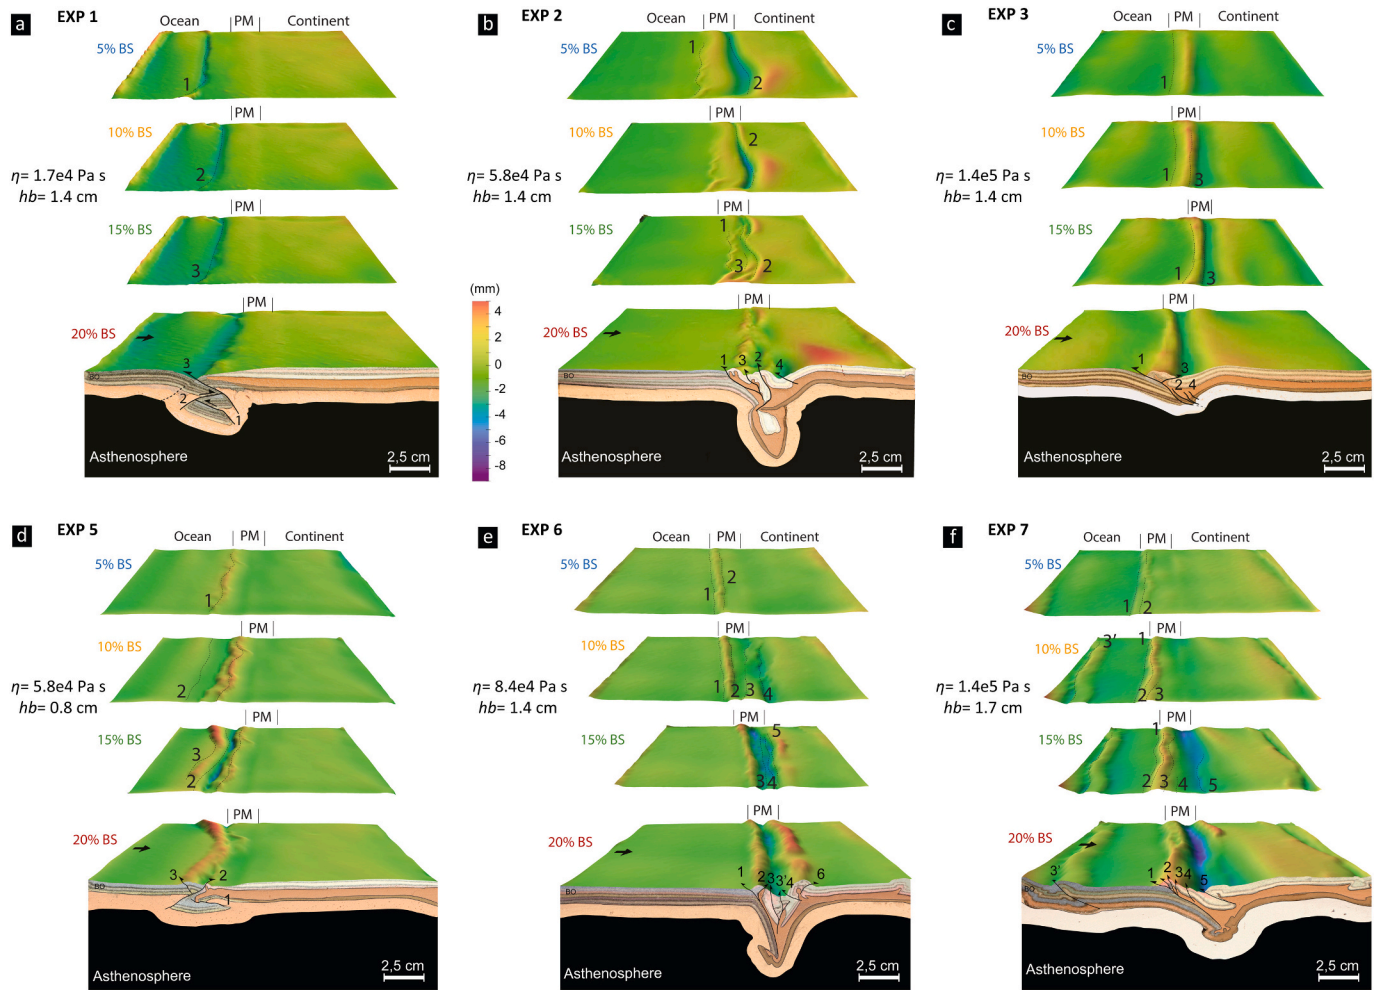 a EXP 1
Ocean PM Continent
5% BS
1
PM
10% BS
2
η= 1.7e4 Pa s
hb= 1.4 cm
PM
15% BS
3
PM
20% BS
3
BO
2
1
Asthenosphere
2,5 cm
(mm)
4
2
0
-2
-4
-6
-8
b EXP 2
Ocean PM Continent
5% BS
1
2
PM
10% BS
2
η= 5.8e4 Pa s
hb= 1.4 cm
PM
15% BS
1
3 2
PM
20% BS
1 3 2 4
BO
Asthenosphere
2,5 cm
c EXP 3
Ocean PM Continent
5% BS
1
PM
10% BS
1 3
η= 1.4e5 Pa s
hb= 1.4 cm
PM
15% BS
1 3
PM
20% BS
1 3
BO
2 4
Asthenosphere
2,5 cm
d EXP 5
Ocean PM Continent
5% BS
1
PM
10% BS
2
η= 5.8e4 Pa s
hb= 0.8 cm
PM
15% BS
3
2
PM
20% BS
3 2
BO
1
Asthenosphere
2,5 cm
e EXP 6
Ocean PM Continent
5% BS
2
1
PM
10% BS
1 2 3 4
η= 8.4e4 Pa s
hb= 1.4 cm
PM
15% BS
5
3 4
PM
20% BS
1 2 3 3' 4 6
BO
Asthenosphere
2,5 cm
f EXP 7
Ocean PM Continent
5% BS
1 2
PM
3' 1
10% BS
2 3
η= 1.4e5 Pa s
hb= 1.7 cm
PM
15% BS
1
2 3 4 5
PM
20% BS
3' 1 2 3 4 5
BO
Asthenosphere
2,5 cm